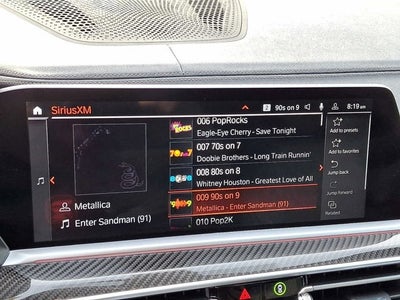 SiriusXM
2 90s on 9
8:19 am
006 PopRocks
Eagle-Eye Cherry - Save Tonight
007 70s on 7
Doobie Brothers - Long Train Runnin'
008 80s on 8
Whitney Houston - Greatest Love of All
009 90s on 9
Metallica - Enter Sandman (91)
010 Pop2K
Metallica
Enter Sandman (91)
Add to presets
Add to favorites
Jump back
Jump Forward
Related